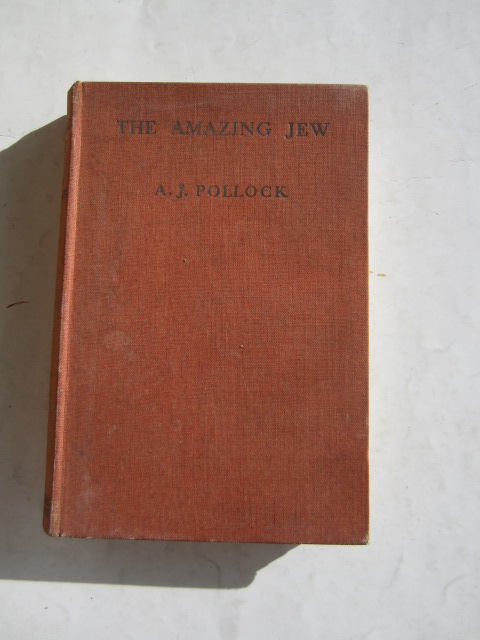 THE AMAZING JEW
A. J. POLLOCK